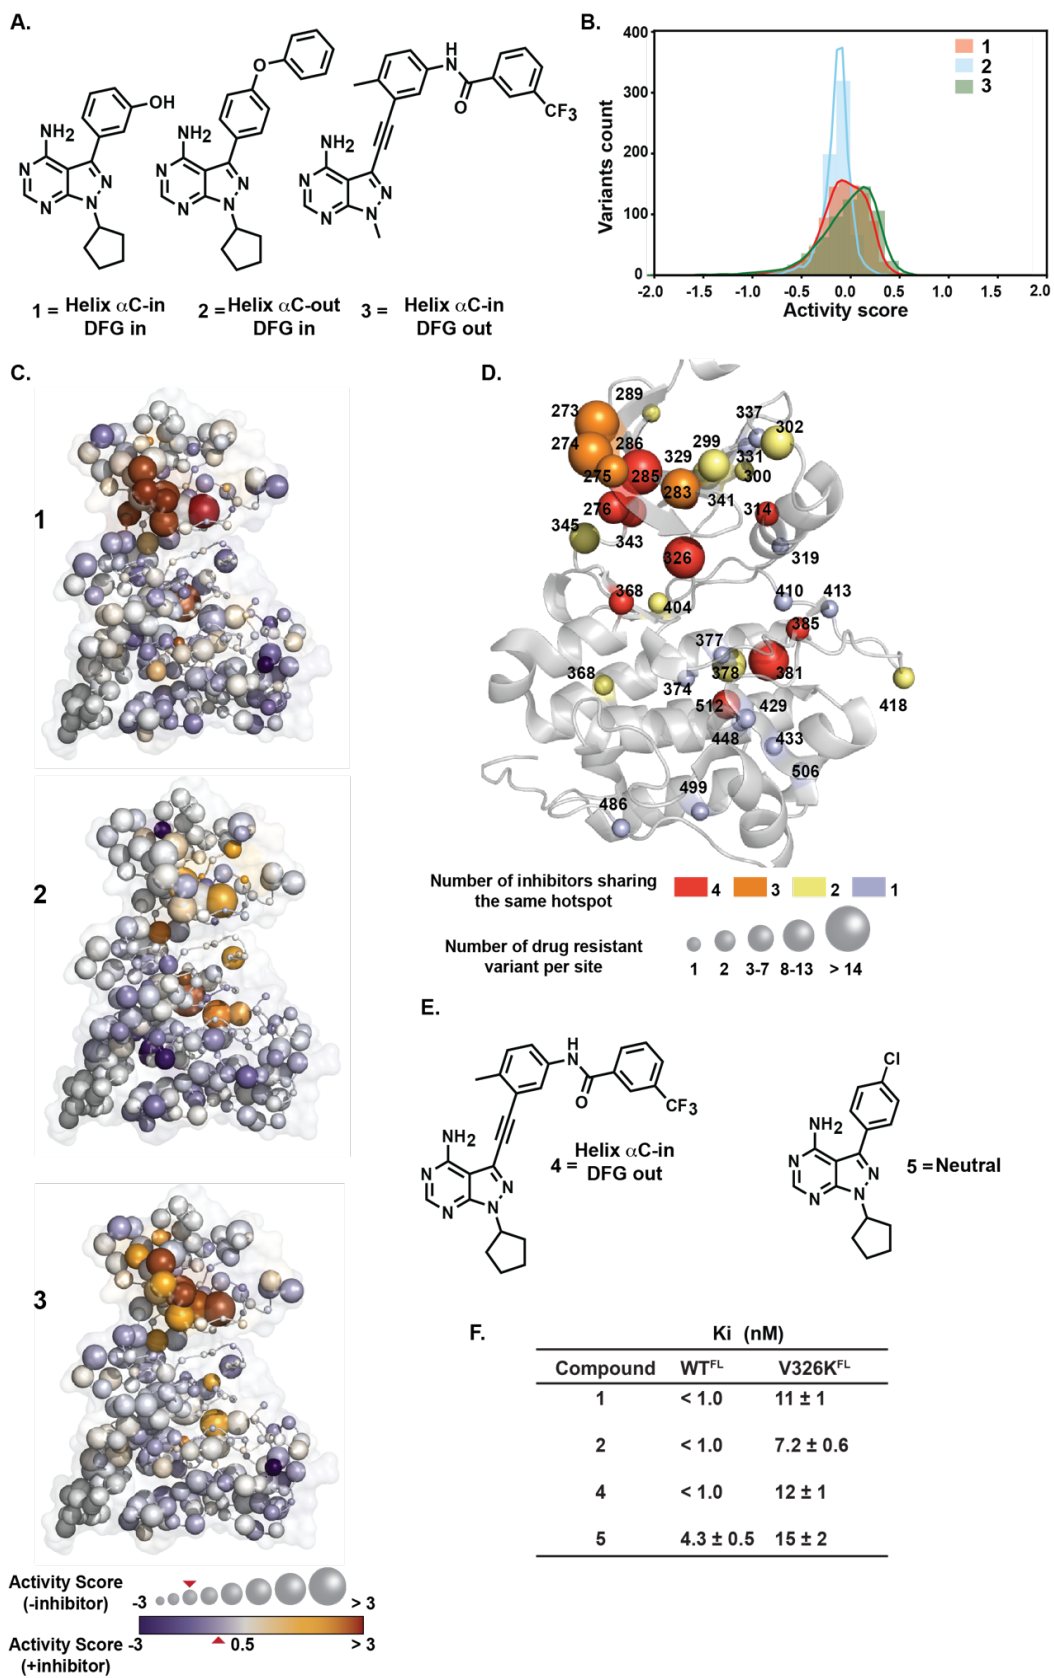 A.
OH
NH2
N
N
N
N
O
NH2
N
N
N
N
H
N
O
CF3
NH2
N
N
N
N
1 = Helix αC-in
DFG in
2 = Helix αC-out
DFG in
3 = Helix αC-in
DFG out
B.
400
300
200
100
0
Variants count
1
2
3
-2.0 -1.5 -1.0 -0.5 0.0 0.5 1.0 1.5 2.0
Activity score
C.
1
2
3
Activity Score
(-inhibitor)
-3 > 3
-3 0.5 > 3
Activity Score
(+inhibitor)
D.
289
337
273
302
274
286
299
329
331
275
285
300
283
341
276
314
345
343
326
319
368
404
410
413
385
377
368
378
381
374
418
512
429
448
433
506
499
486
Number of inhibitors sharing
the same hotspot
4 3 2 1
Number of drug resistant
variant per site
1 2 3-7 8-13 > 14
E.
H
N
O
CF3
NH2
N
N
N
N
4 = Helix αC-in
DFG out
Cl
NH2
N
N
N
N
5 = Neutral
F.
Ki (nM)
Compound WTFL V326KFL
1 < 1.0 11 ± 1
2 < 1.0 7.2 ± 0.6
4 < 1.0 12 ± 1
5 4.3 ± 0.5 15 ± 2